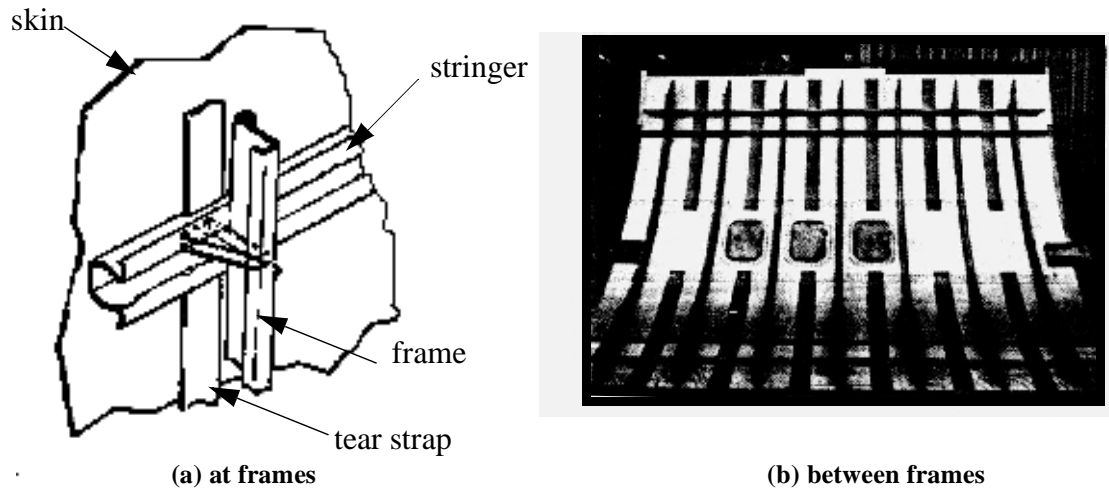 skin
stringer
frame
tear strap
(a) at frames
(b) between frames